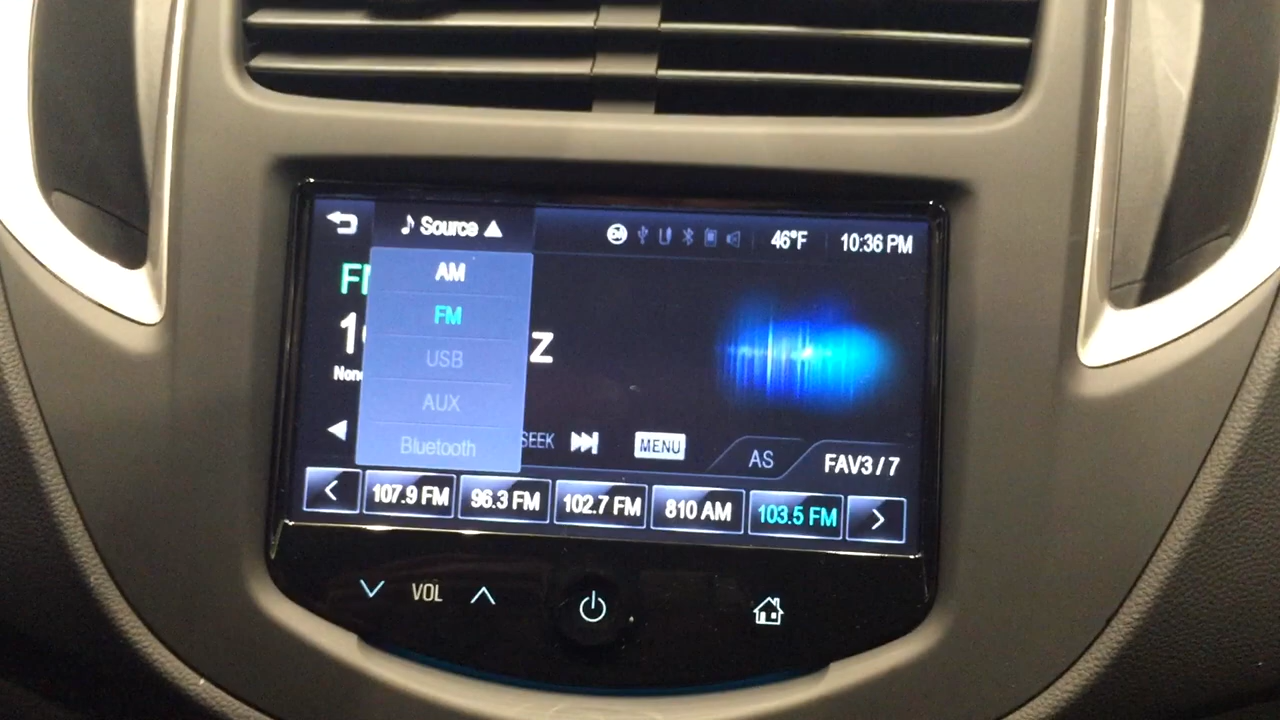 Source
46°F
10:36 PM
AM
FM
USB
AUX
Bluetooth
SEEK
MENU
AS
FAV3 / 7
107.9 FM
96.3 FM
102.7 FM
810 AM
103.5 FM
VOL